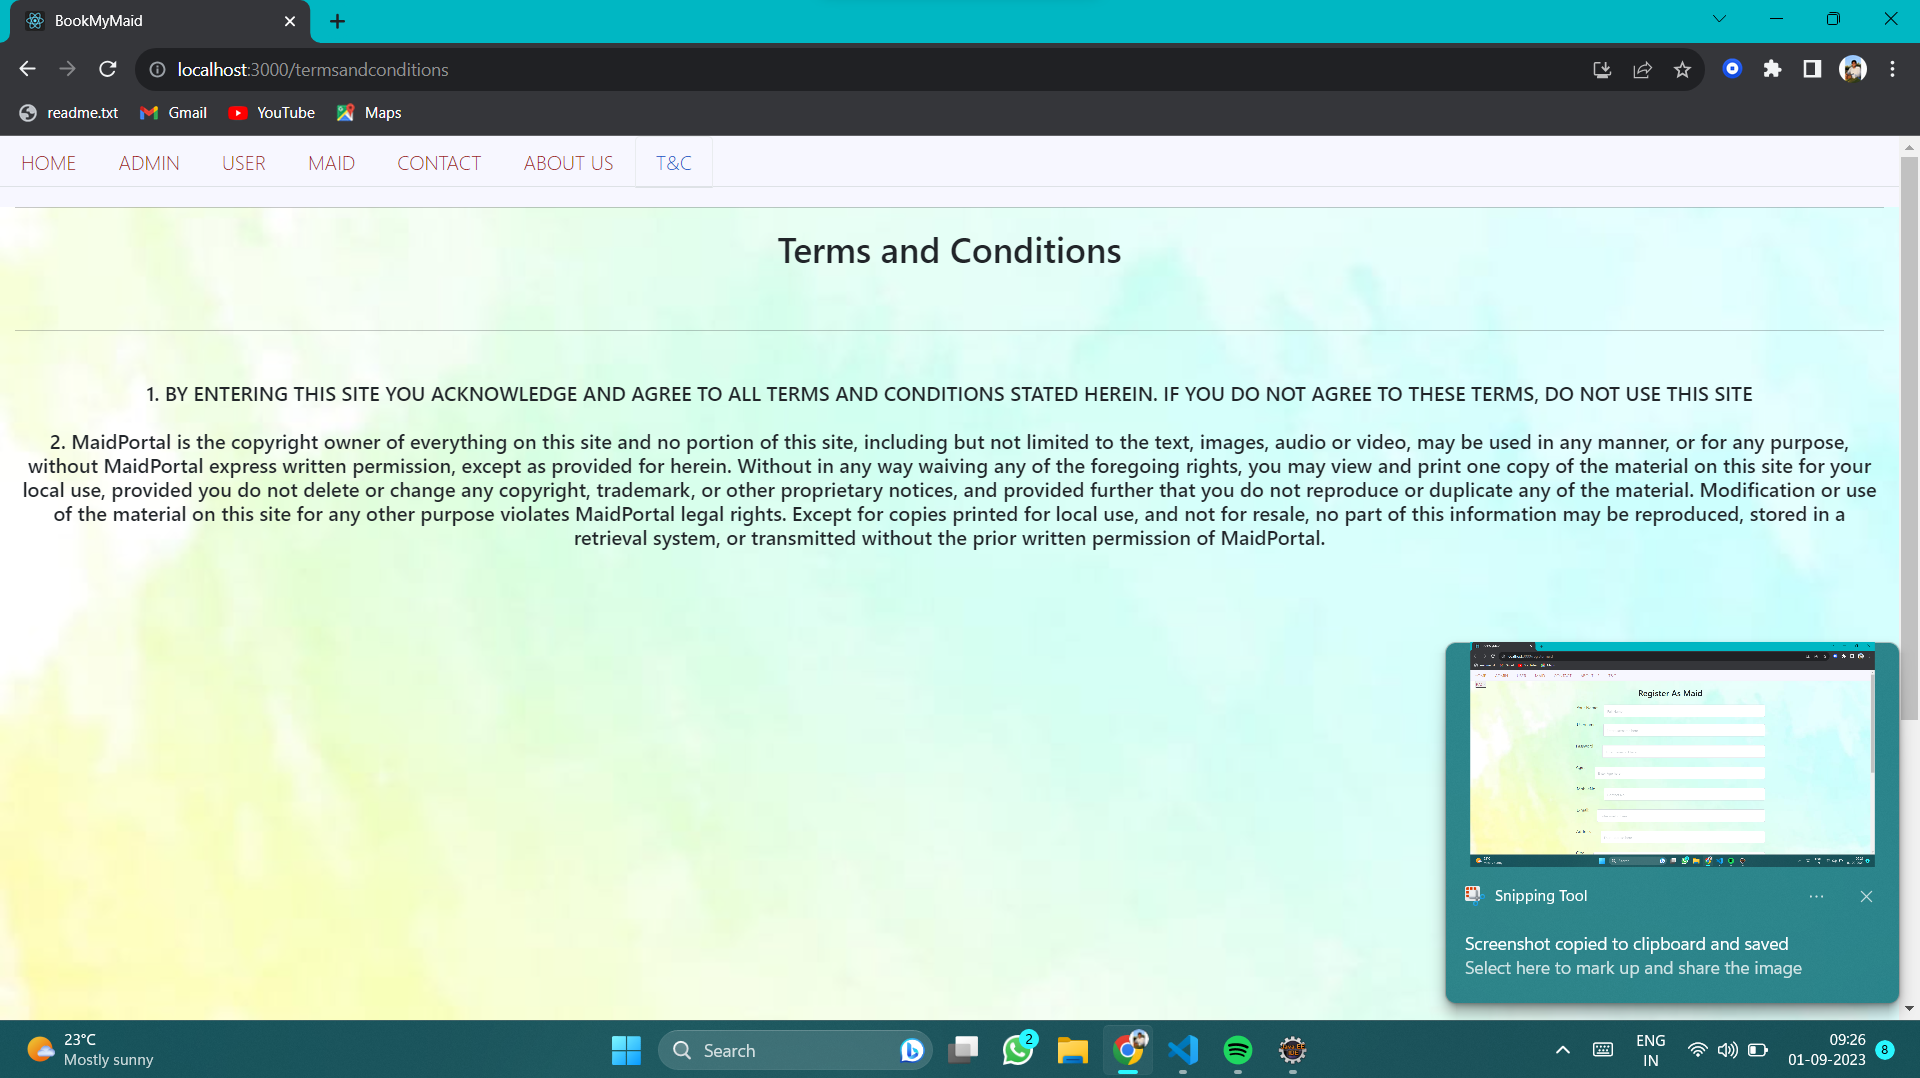 BookMyMaid
localhost:3000/termsandconditions
readme.txt Gmail YouTube Maps
HOME ADMIN USER MAID CONTACT ABOUT US T&C
Terms and Conditions
1. BY ENTERING THIS SITE YOU ACKNOWLEDGE AND AGREE TO ALL TERMS AND CONDITIONS STATED HEREIN. IF YOU DO NOT AGREE TO THESE TERMS, DO NOT USE THIS SITE
2. MaidPortal is the copyright owner of everything on this site and no portion of this site, including but not limited to the text, images, audio or video, may be used in any manner, or for any purpose,
without MaidPortal express written permission, except as provided for herein. Without in any way waiving any of the foregoing rights, you may view and print one copy of the material on this site for your
local use, provided you do not delete or change any copyright, trademark, or other proprietary notices, and provided further that you do not reproduce or duplicate any of the material. Modification or use
of the material on this site for any other purpose violates MaidPortal legal rights. Except for copies printed for local use, and not for resale, no part of this information may be reproduced, stored in a
retrieval system, or transmitted without the prior written permission of MaidPortal.
Register As Maid
Password
Age
Snipping Tool
Screenshot copied to clipboard and saved
Select here to mark up and share the image
23°C
Mostly sunny
Search
2
ENG
IN
09:26
01-09-2023
8